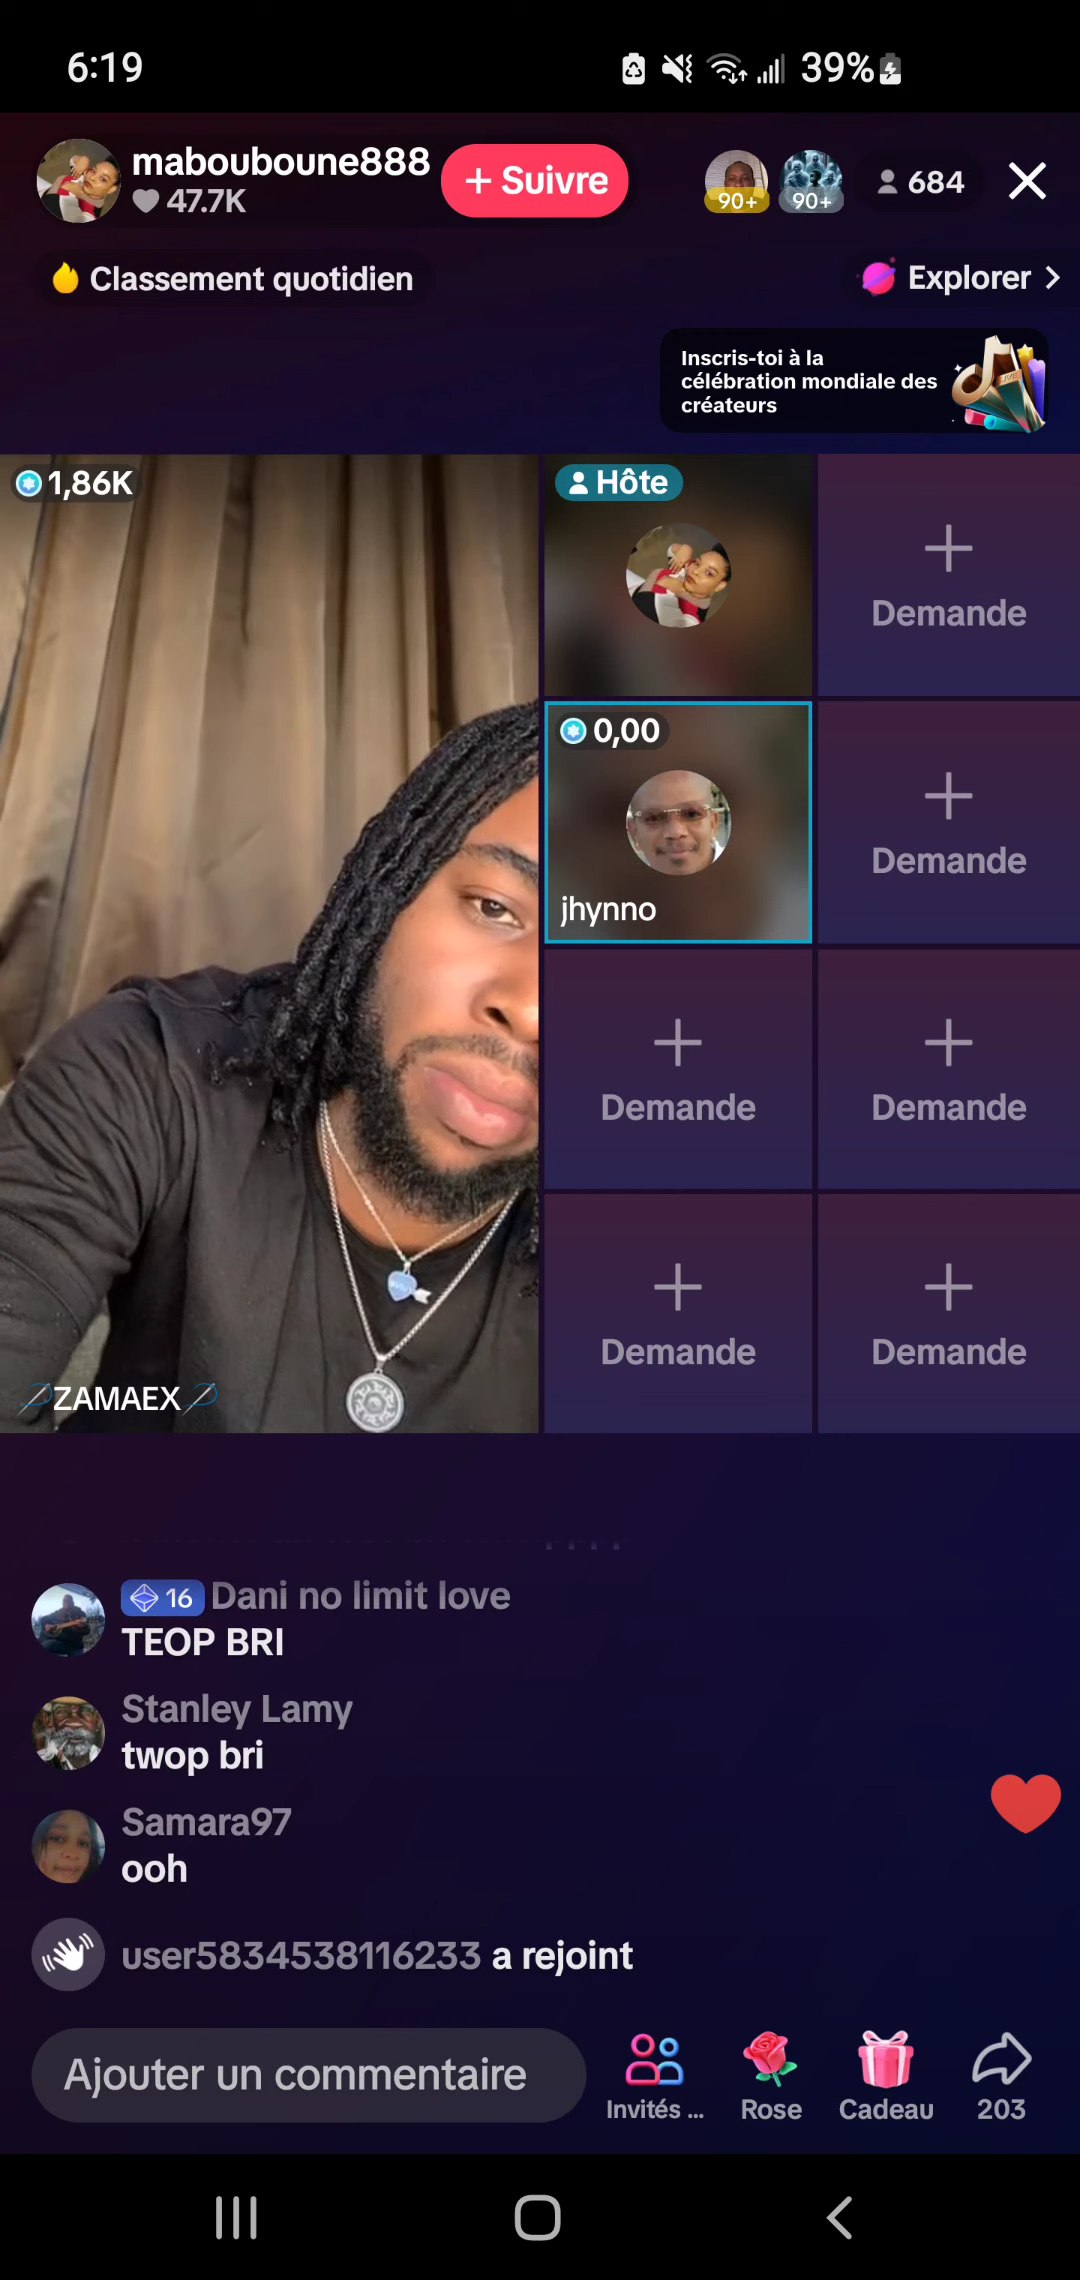 6:19
39%
mabouboune888
47.7K
+ Suivre
90+
90+
684
Classement quotidien
Explorer
Inscris-toi à la
célébration mondiale des
créateurs
1,86K
Hôte
Demande
0,00
jhynno
Demande
Demande
Demande
Demande
Demande
ZAMAEX
16 Dani no limit love
TEOP BRI
Stanley Lamy
twop bri
Samara97
ooh
user5834538116233 a rejoint
Ajouter un commentaire
Invités ...
Rose
Cadeau
203